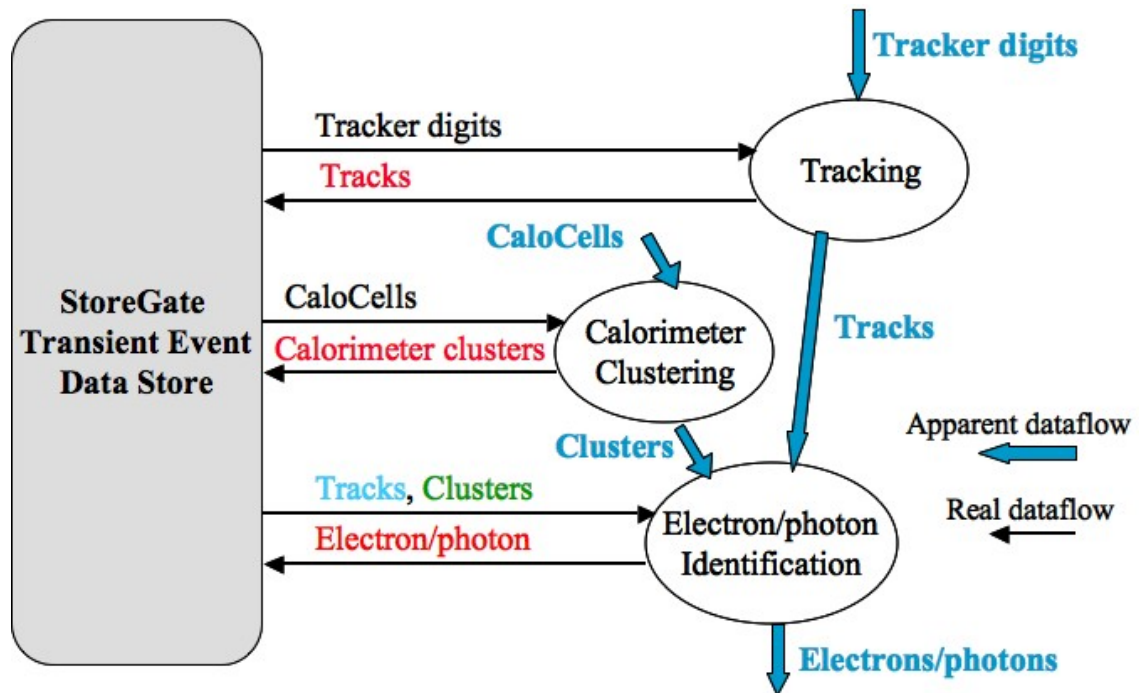 Tracker digits
Tracker digits
Tracks
Tracking
CaloCells
StoreGate
Transient Event
Data Store
CaloCells
Calorimeter clusters
Calorimeter
Clustering
Tracks
Clusters
Apparent dataflow
Tracks, Clusters
Electron/photon
Electron/photon
Identification
Real dataflow
Electrons/photons